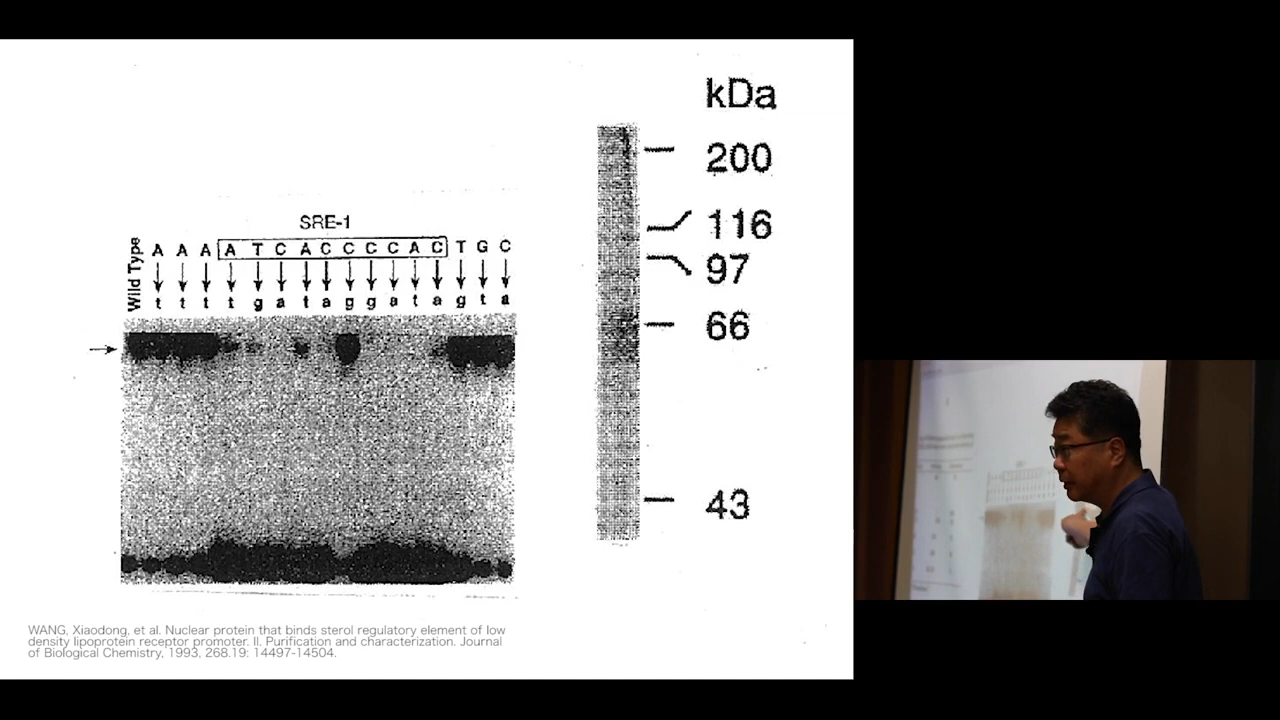 SRE-1
Wild Type
A A A A T C A C C C C A C T G C
t t t t g a t a g g a t a g t a
kDa
200
116
97
66
43
WANG, Xiaodong, et al. Nuclear protein that binds sterol regulatory element of low
density lipoprotein receptor promoter. II. Purification and characterization. Journal
of Biological Chemistry, 1993, 268.19: 14497-14504.